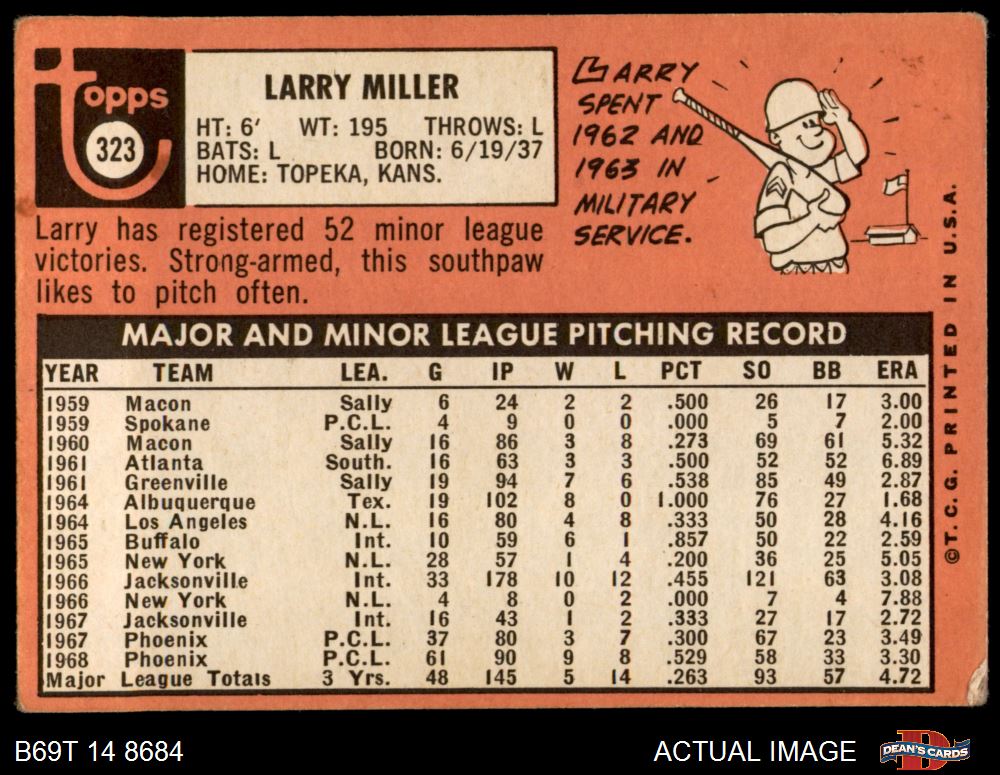 topps
323
LARRY MILLER
HT: 6' WT: 195 THROWS: L
BATS: L BORN: 6/19/37
HOME: TOPEKA, KANS.
Larry has registered 52 minor league
victories. Strong-armed, this southpaw
likes to pitch often.
LARRY
SPENT
1962 AND
1963 IN
MILITARY
SERVICE.
MAJOR AND MINOR LEAGUE PITCHING RECORD
YEAR TEAM LEA. G IP W L PCT SO BB ERA
1959 Macon Sally 6 24 2 2 .500 26 17 3.00
1959 Spokane P.C.L. 4 9 0 0 .000 5 7 2.00
1960 Macon Sally 16 86 3 8 .273 69 61 5.32
1961 Atlanta South. 16 63 3 3 .500 52 52 6.89
1961 Greenville Sally 19 94 7 6 .538 85 49 2.87
1964 Albuquerque Tex. 19 102 8 0 1.000 76 27 1.68
1964 Los Angeles N.L. 16 80 4 8 .333 50 28 4.16
1965 Buffalo Int. 10 59 6 1 .857 50 22 2.59
1965 New York N.L. 28 57 1 4 .200 36 25 5.05
1966 Jacksonville Int. 33 178 10 12 .455 121 63 3.08
1966 New York N.L. 4 8 0 2 .000 7 4 7.88
1967 Jacksonville Int. 16 43 1 2 .333 27 17 2.72
1967 Phoenix P.C.L. 37 80 3 7 .300 67 23 3.49
1968 Phoenix P.C.L. 61 90 9 8 .529 58 33 3.30
Major League Totals 3 Yrs. 48 145 5 14 .263 93 57 4.72
©T.C.G. PRINTED IN U.S.A.
B69T 14 8684
ACTUAL IMAGE
DEAN'S CARDS